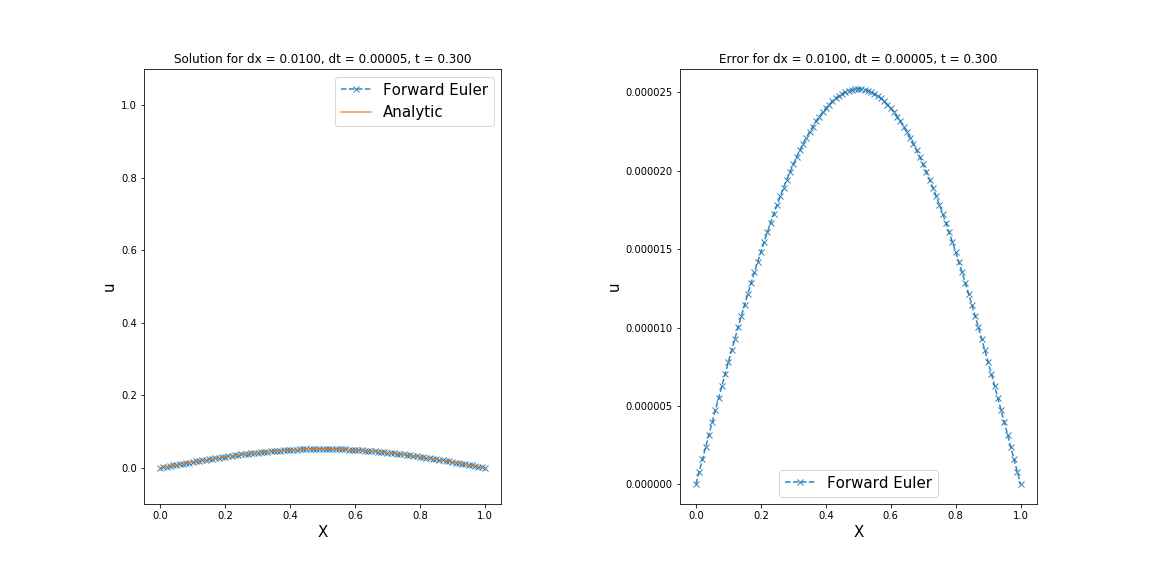 Solution for dx = 0.0100, dt = 0.00005, t = 0.300
Forward Euler
Analytic
1.0
0.8
0.6
0.4
0.2
0.0
u
0.0
0.2
0.4
0.6
0.8
1.0
X
Error for dx = 0.0100, dt = 0.00005, t = 0.300
0.000025
0.000020
0.000015
0.000010
0.000005
0.000000
u
Forward Euler
0.0
0.2
0.4
0.6
0.8
1.0
X